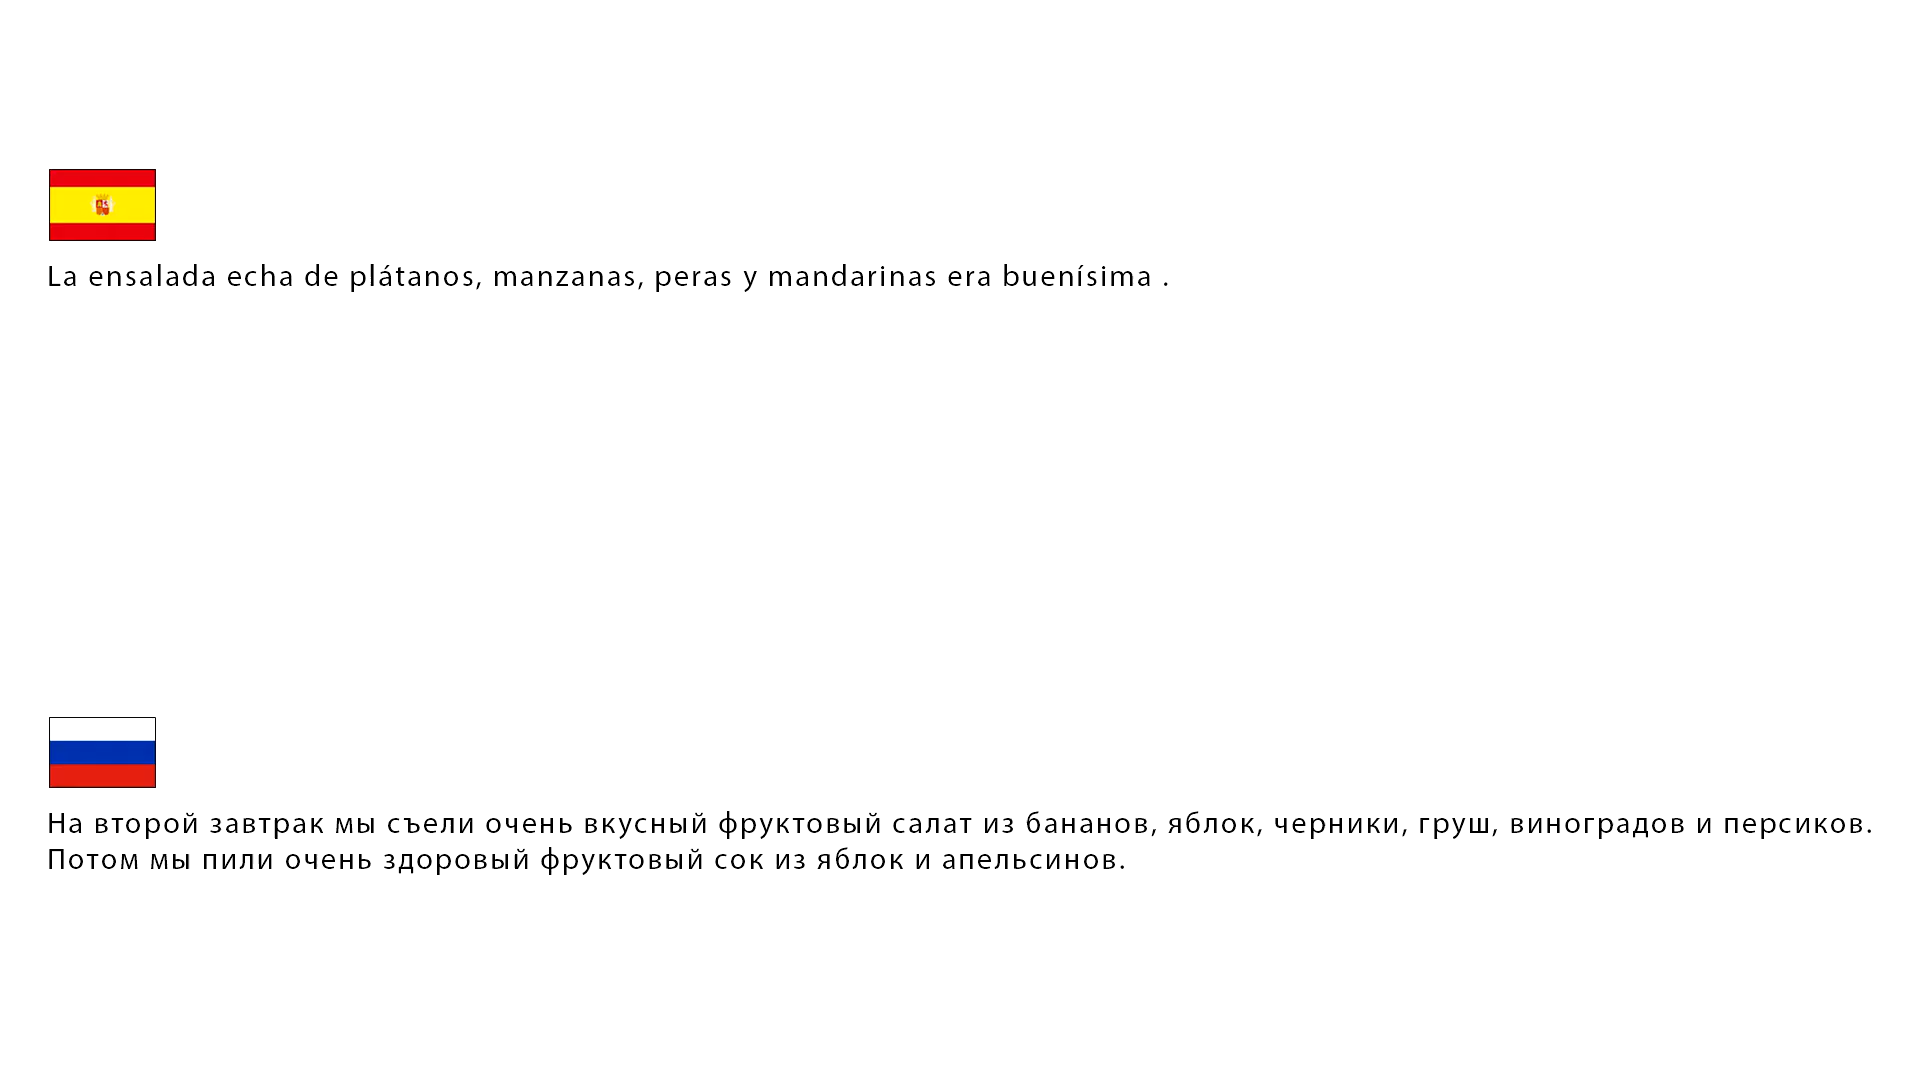 La ensalada echa de plátanos, manzanas, peras y mandarinas era buenísima .
На второй завтрак мы съели очень вкусный фруктовый салат из бананов, яблок, черники, груш, виноградов и персиков.
Потом мы пили очень здоровый фруктовый сок из яблок и апельсинов.